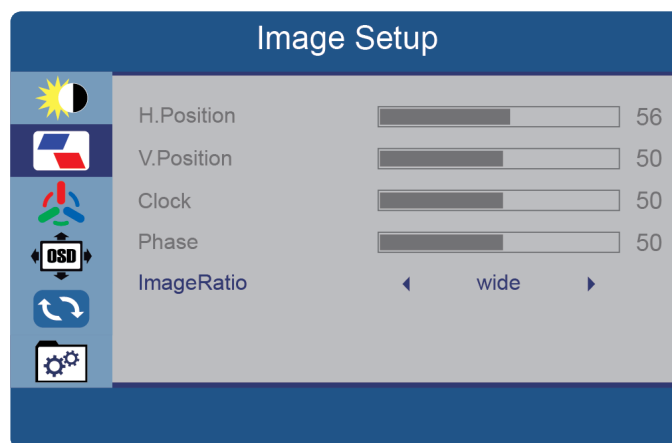 Image Setup
H.Position 56
V.Position 50
Clock 50
Phase 50
OSD
ImageRatio wide